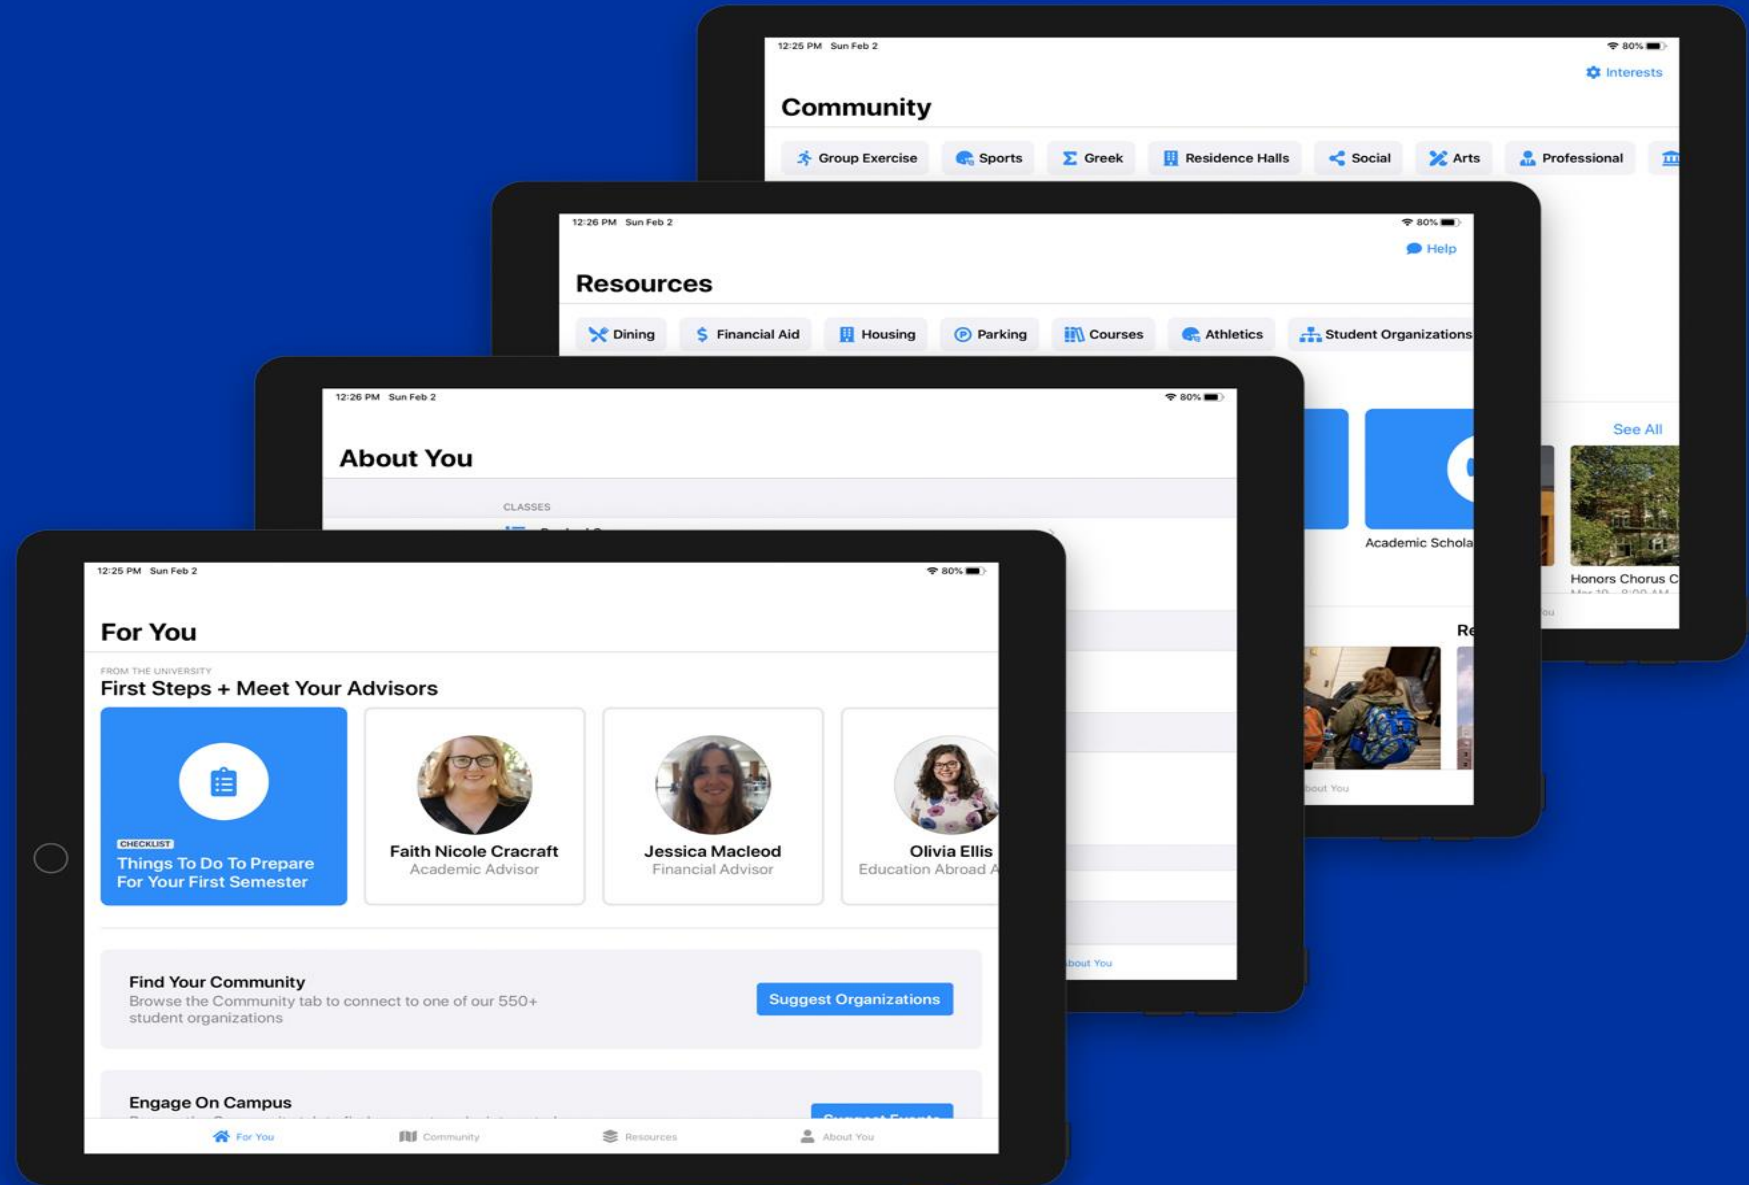 12:25 PM Sun Feb 2
80%
Interests
Community
Group Exercise
Sports
Greek
Residence Halls
Social
Arts
Professional
See All
Honors Chorus C
12:26 PM Sun Feb 2
80%
Help
Resources
Dining
Financial Aid
Housing
Parking
Courses
Athletics
Student Organizations
Academic Schola
Re
bout You
12:26 PM Sun Feb 2
80%
About You
CLASSES
About You
12:25 PM Sun Feb 2
80%
For You
FROM THE UNIVERSITY
First Steps + Meet Your Advisors
CHECKLIST
Things To Do To Prepare
For Your First Semester
Faith Nicole Cracraft
Academic Advisor
Jessica Macleod
Financial Advisor
Olivia Ellis
Education Abroad A
Find Your Community
Browse the Community tab to connect to one of our 550+
student organizations
Suggest Organizations
Engage On Campus
Suggest Events
For You
Community
Resources
About You